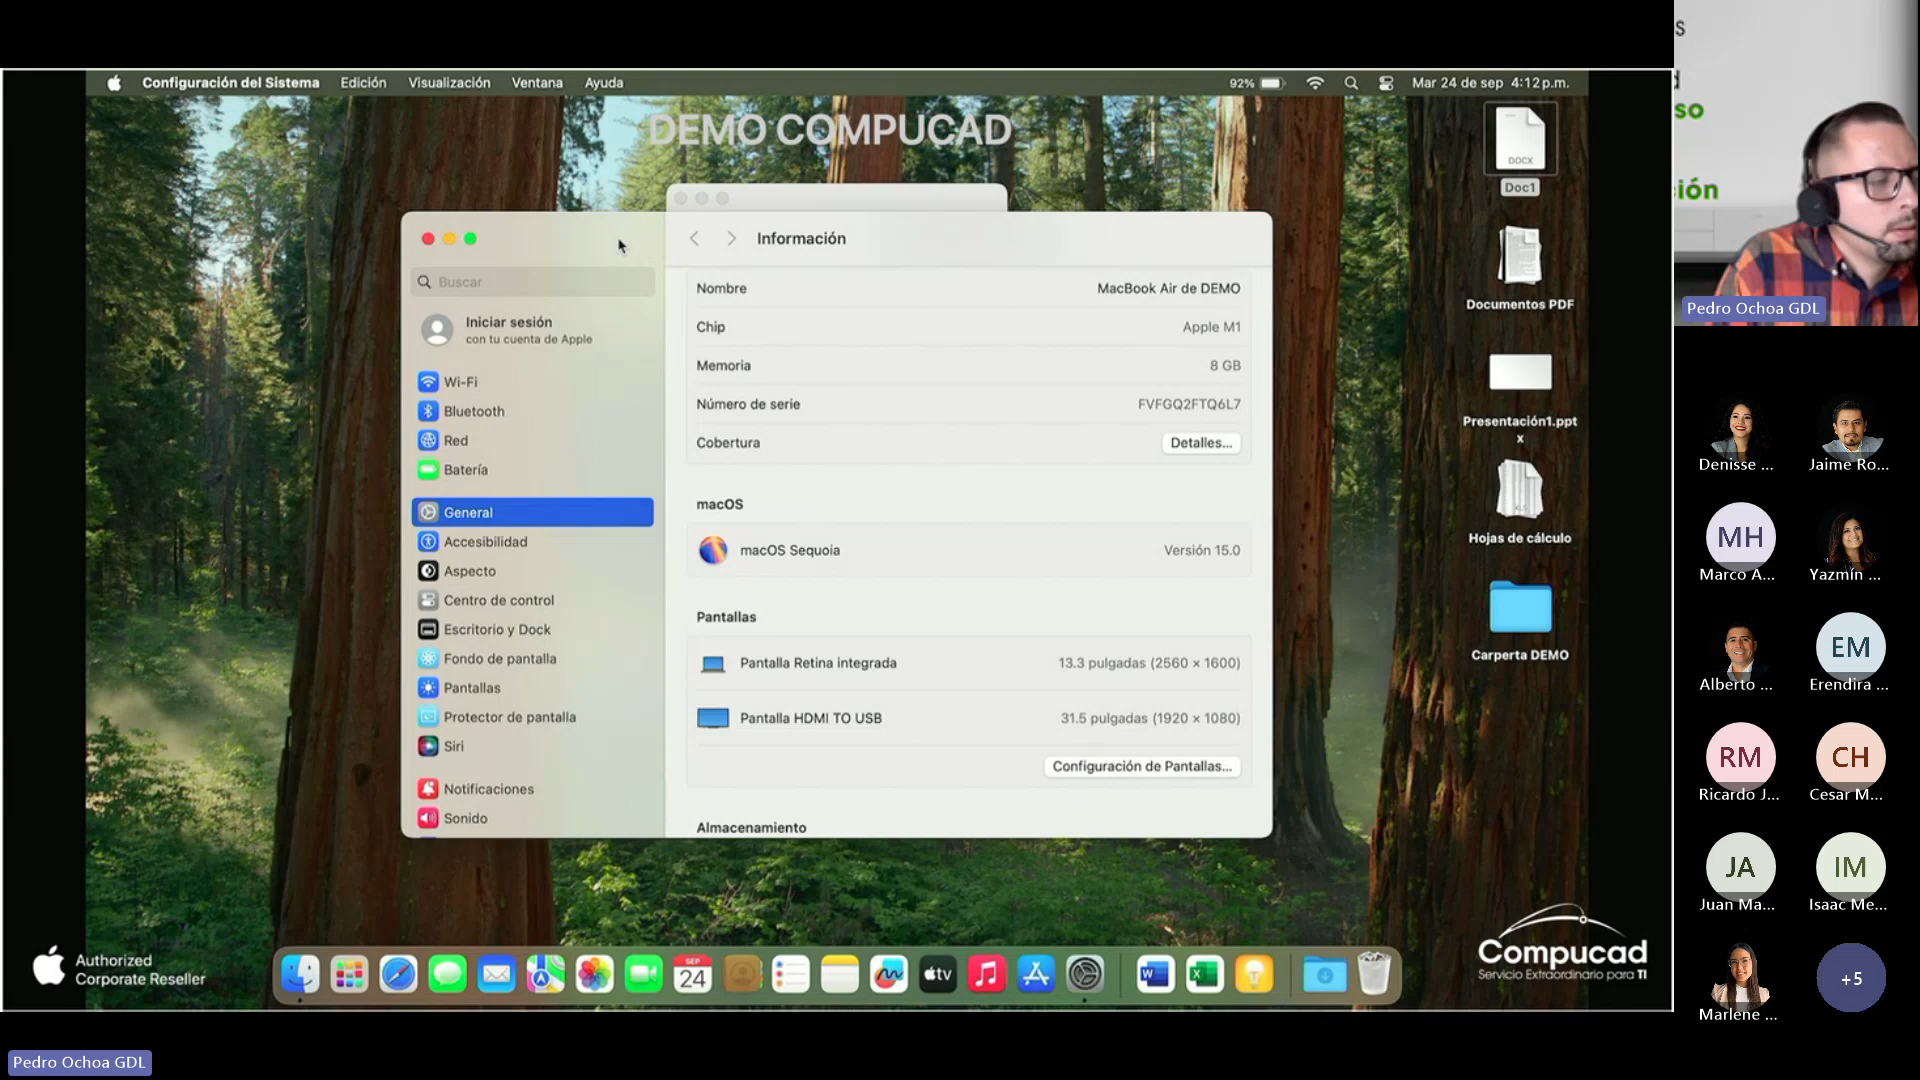 Configuración del Sistema Edición Visualización Ventana Ayuda
92% Mar 24 de sep 4:12 p.m.
DEMO COMPUCAD
Información
Buscar
Iniciar sesión
con tu cuenta de Apple
Wi-Fi
Bluetooth
Red
Batería
General
Accesibilidad
Aspecto
Centro de control
Escritorio y Dock
Fondo de pantalla
Pantallas
Protector de pantalla
Siri
Notificaciones
Sonido
Nombre MacBook Air de DEMO
Chip Apple M1
Memoria 8 GB
Número de serie FVFGQ2FTQ6L7
Cobertura Detalles...
macOS
macOS Sequoia Versión 15.0
Pantallas
Pantalla Retina integrada 13.3 pulgadas (2560 × 1600)
Pantalla HDMI TO USB 31.5 pulgadas (1920 × 1080)
Configuración de Pantallas...
Almacenamiento
DOCX
Doc1
Documentos PDF
Presentación1.ppt
x
Hojas de cálculo
Carperta DEMO
Authorized
Corporate Reseller
SEP
24
tv
W
X
Compucad
Servicio Extraordinario para TI
Pedro Ochoa GDL
s
so
ción
Pedro Ochoa GDL
Denisse ... Jaime Ro...
MH
Marco A... Yazmín ...
EM
Alberto ... Erendira ...
RM CH
Ricardo J... Cesar M...
JA IM
Juan Ma... Isaac Me...
+5
Marlene ...